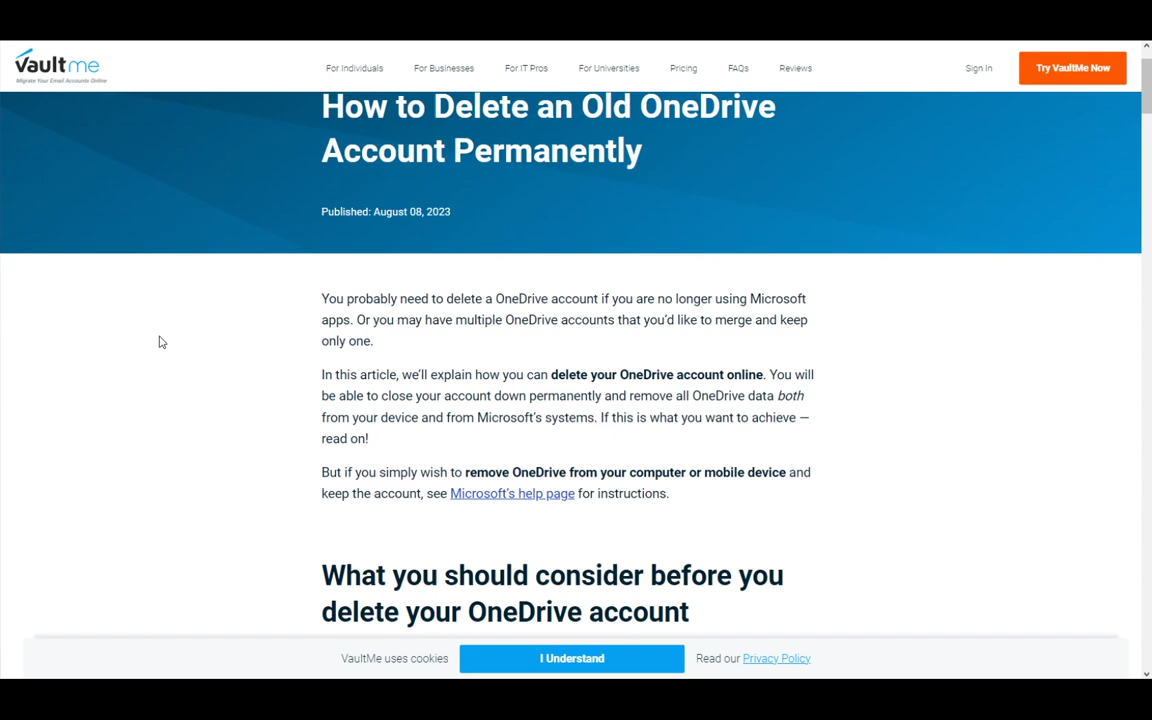 vaultme
Migrate Your Email Accounts Online
For Individuals
For Businesses
For IT Pros
For Universities
Pricing
FAQs
Reviews
Sign In
Try VaultMe Now
How to Delete an Old OneDrive
Account Permanently
Published: August 08, 2023
You probably need to delete a OneDrive account if you are no longer using Microsoft
apps. Or you may have multiple OneDrive accounts that you’d like to merge and keep
only one.
In this article, we’ll explain how you can delete your OneDrive account online. You will
be able to close your account down permanently and remove all OneDrive data both
from your device and from Microsoft’s systems. If this is what you want to achieve —
read on!
But if you simply wish to remove OneDrive from your computer or mobile device and
keep the account, see Microsoft’s help page for instructions.
What you should consider before you
delete your OneDrive account
VaultMe uses cookies
I Understand
Read our Privacy Policy